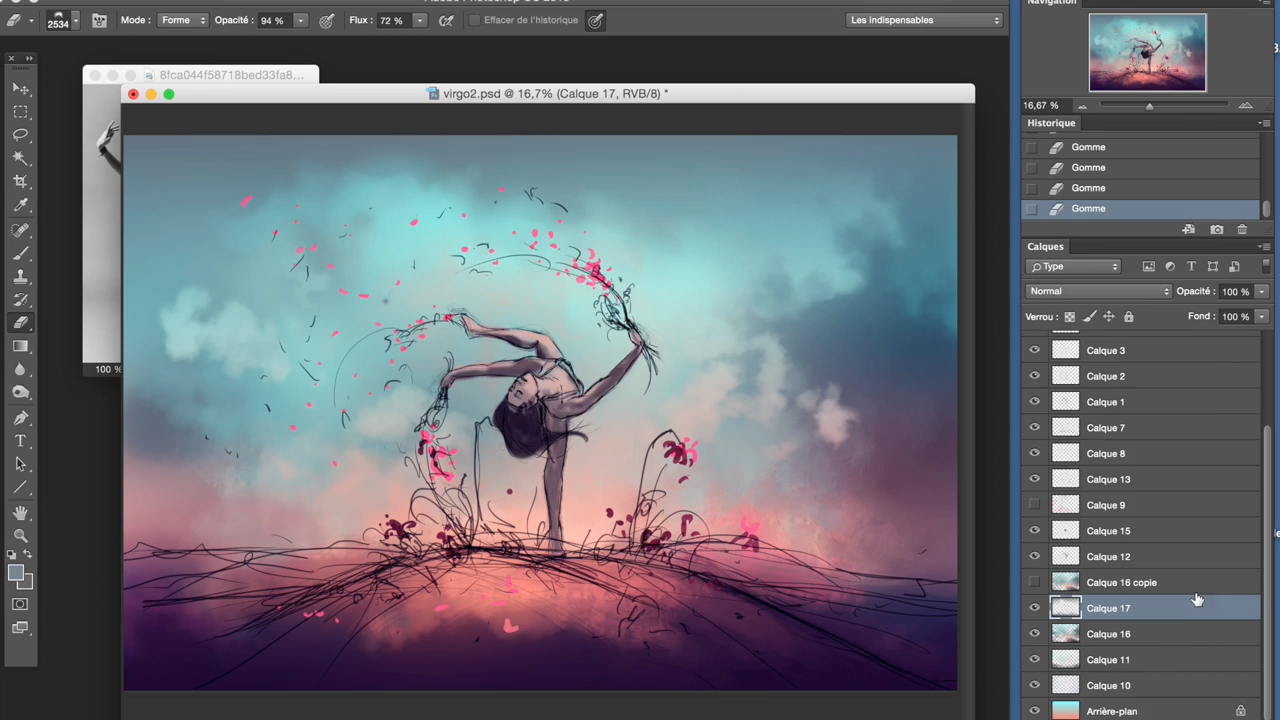 2534
Mode : Forme
Opacité : 94 %
Flux : 72 %
Effacer de l'historique
Les indispensables
Navigation
8fca044f58718bed33fa8...
virgo2.psd @ 16,7% (Calque 17, RVB/8) *
100 %
16,67 %
Historique
Gomme
Gomme
Gomme
Gomme
Calques
Type
Normal
Opacité : 100 %
Verrou :
Fond : 100 %
Calque 3
Calque 2
Calque 1
Calque 7
Calque 8
Calque 13
Calque 9
Calque 15
Calque 12
Calque 16 copie
Calque 17
Calque 16
Calque 11
Calque 10
Arrière-plan